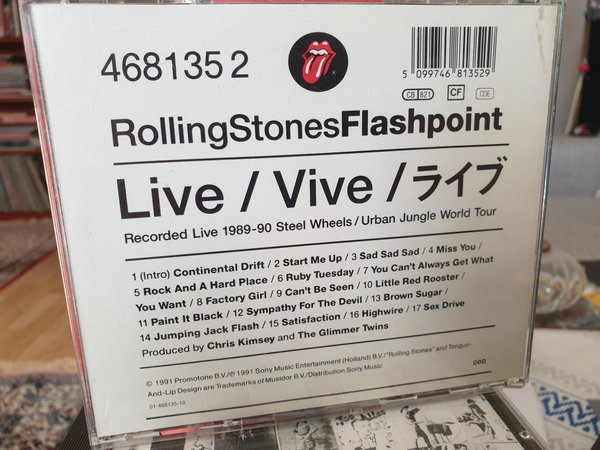 468135 2
5 099746 813529
CB 821 CF CDE
RollingStonesFlashpoint
Live / Vive / ライブ
Recorded Live 1989-90 Steel Wheels / Urban Jungle World Tour
1 (Intro) Continental Drift / 2 Start Me Up / 3 Sad Sad Sad / 4 Miss You /
5 Rock And A Hard Place / 6 Ruby Tuesday / 7 You Can't Always Get What
You Want / 8 Factory Girl / 9 Can't Be Seen / 10 Little Red Rooster /
11 Paint It Black / 12 Sympathy For The Devil / 13 Brown Sugar /
14 Jumping Jack Flash / 15 Satisfaction / 16 Highwire / 17 Sex Drive
Produced by Chris Kimsey and The Glimmer Twins
© 1991 Promotone B.V./℗ 1991 Sony Music Entertainment (Holland) B.V./"Rolling Stones" and Tongue-
And-Lip Design are Trademarks of Musidor B.V./Distribution Sony Music
DDD
01-468135-10